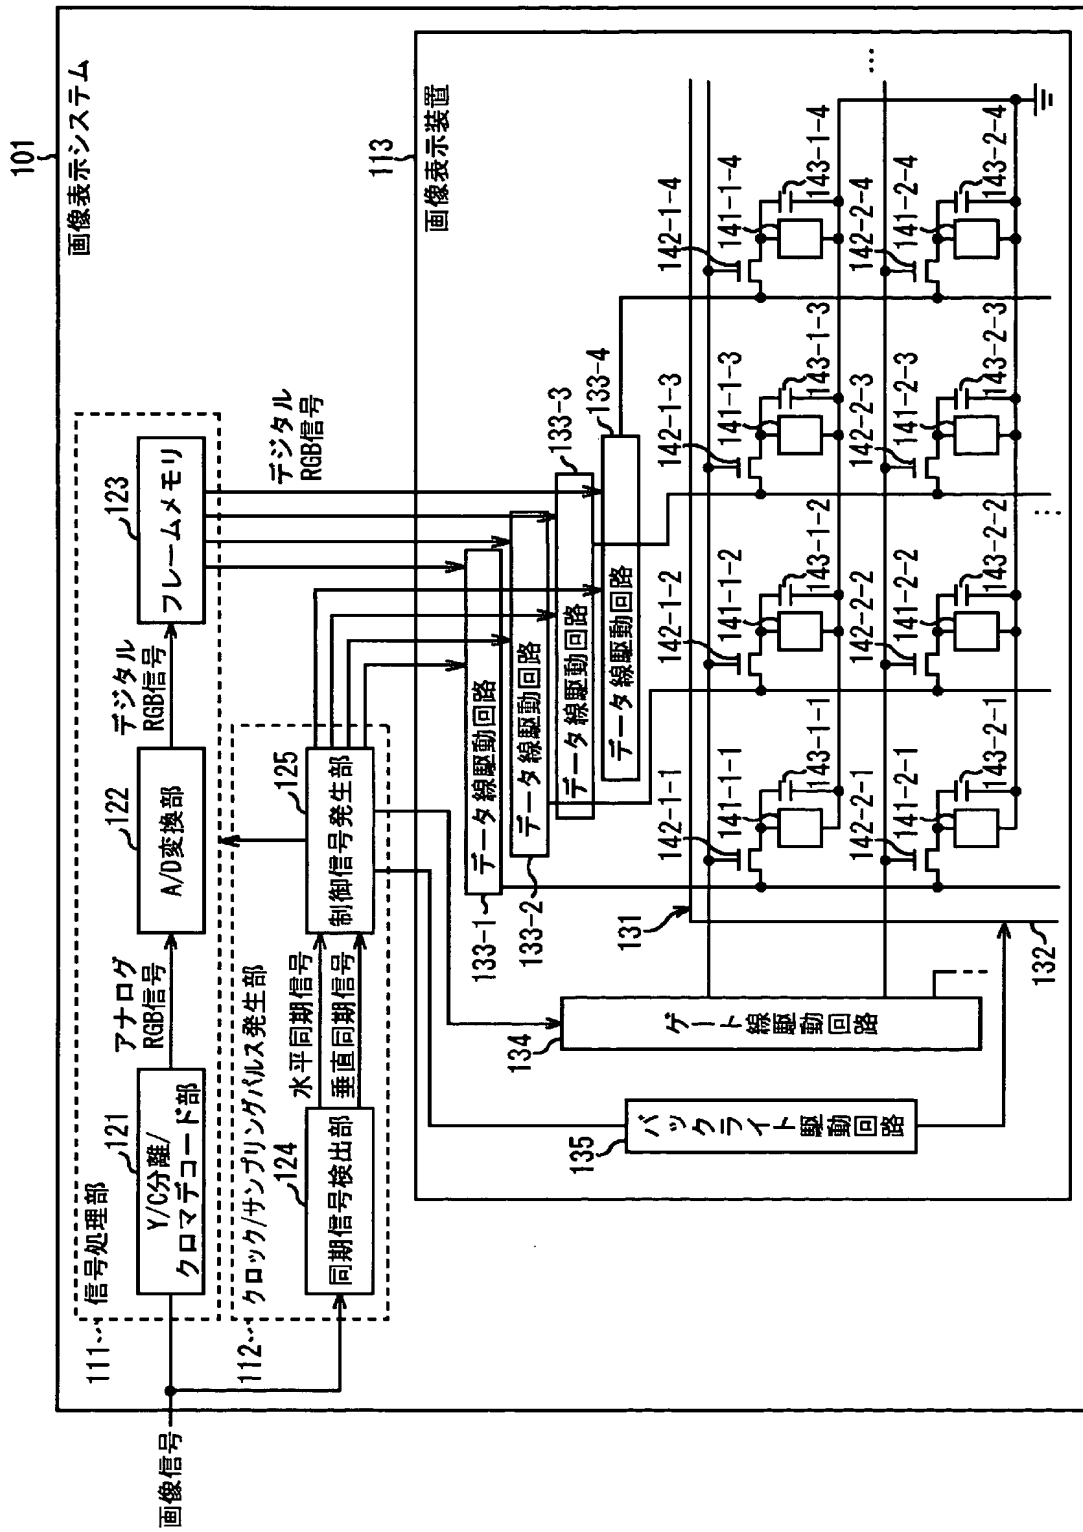 101
画像表示システム
画像信号
111
信号処理部
121
Y/C分離/
クロマデコード部
アナログ
RGB信号
122
A/D変換部
デジタル
RGB信号
123
フレームメモリ
112
クロック/サンプリングパルス発生部
124
同期信号検出部
水平同期信号
垂直同期信号
125
制御信号発生部
デジタル
RGB信号
113
画像表示装置
133-1
データ線駆動回路
133-2
データ線駆動回路
133-3
データ線駆動回路
133-4
データ線駆動回路
134
ゲート線駆動回路
135
バックライト駆動回路
131
132
142-1-1
141-1-1
143-1-1
142-1-2
141-1-2
143-1-2
142-1-3
141-1-3
143-1-3
142-1-4
141-1-4
143-1-4
142-2-1
141-2-1
143-2-1
142-2-2
141-2-2
143-2-2
142-2-3
141-2-3
143-2-3
142-2-4
141-2-4
143-2-4